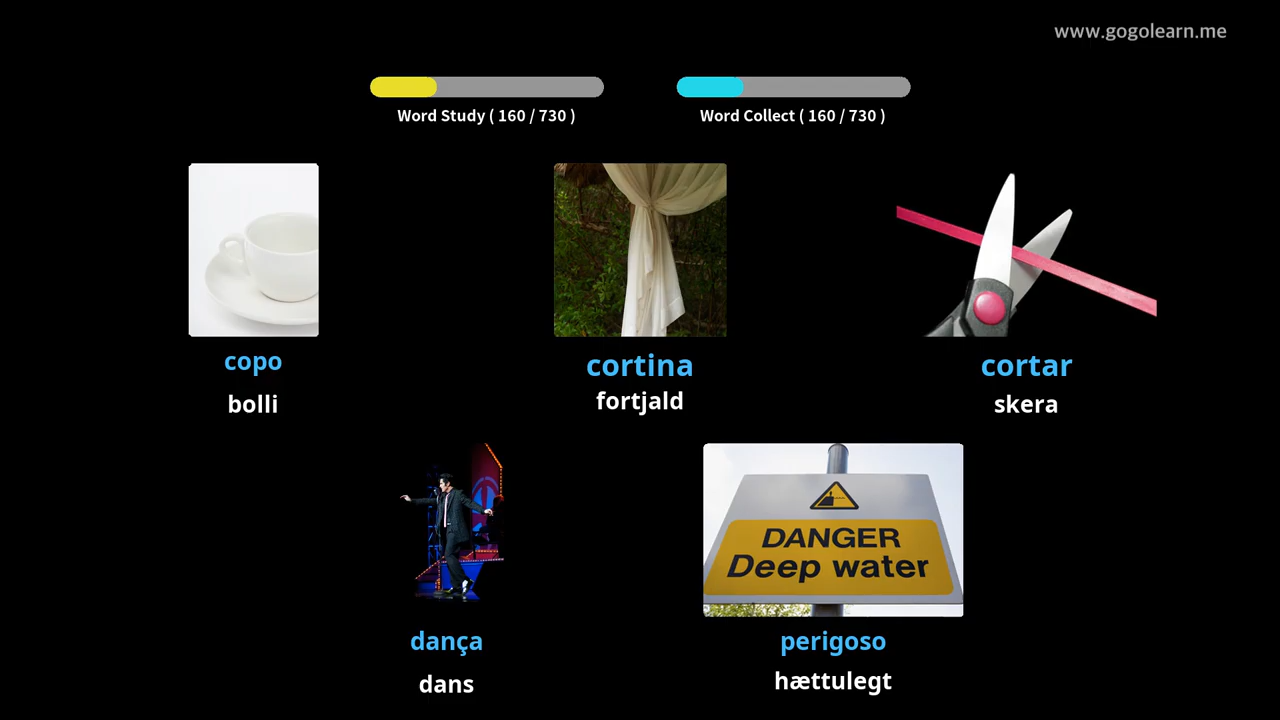 www.gogolearn.me
Word Study ( 160 / 730 )
Word Collect ( 160 / 730 )
copo
bolli
cortina
fortjald
cortar
skera
DANGER
Deep water
dança
dans
perigoso
hættulegt